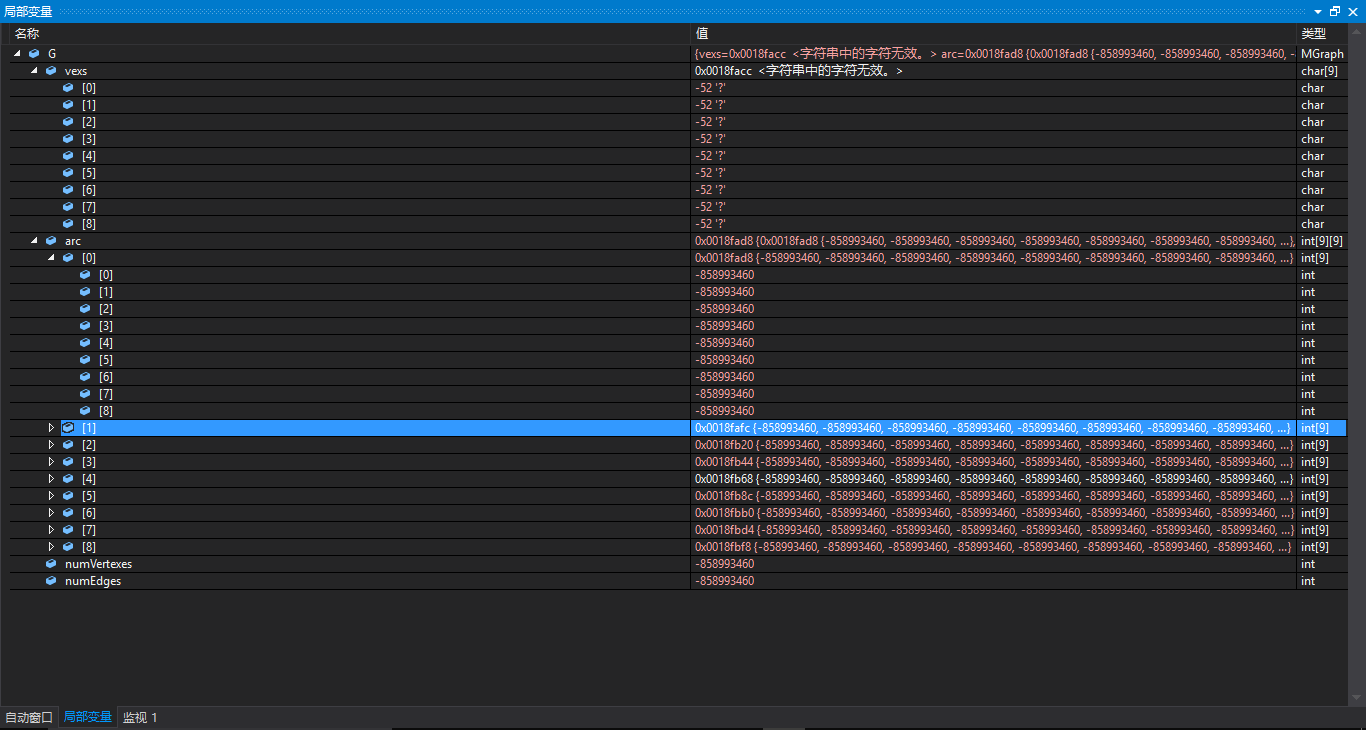 局部变量
名称 值 类型
G {vexs=0x0018facc <字符串中的字符无效。> arc=0x0018fad8 {0x0018fad8 {-858993460, -858993460, -858993460, - MGraph
vexs 0x0018facc <字符串中的字符无效。> char[9]
[0] -52 '?' char
[1] -52 '?' char
[2] -52 '?' char
[3] -52 '?' char
[4] -52 '?' char
[5] -52 '?' char
[6] -52 '?' char
[7] -52 '?' char
[8] -52 '?' char
arc 0x0018fad8 {0x0018fad8 {-858993460, -858993460, -858993460, -858993460, -858993460, -858993460, -858993460, ...}, int[9][9]
[0] 0x0018fad8 {-858993460, -858993460, -858993460, -858993460, -858993460, -858993460, -858993460, -858993460, ...} int[9]
[0] -858993460 int
[1] -858993460 int
[2] -858993460 int
[3] -858993460 int
[4] -858993460 int
[5] -858993460 int
[6] -858993460 int
[7] -858993460 int
[8] -858993460 int
[1] 0x0018fafc {-858993460, -858993460, -858993460, -858993460, -858993460, -858993460, -858993460, -858993460, ...} int[9]
[2] 0x0018fb20 {-858993460, -858993460, -858993460, -858993460, -858993460, -858993460, -858993460, -858993460, ...} int[9]
[3] 0x0018fb44 {-858993460, -858993460, -858993460, -858993460, -858993460, -858993460, -858993460, -858993460, ...} int[9]
[4] 0x0018fb68 {-858993460, -858993460, -858993460, -858993460, -858993460, -858993460, -858993460, -858993460, ...} int[9]
[5] 0x0018fb8c {-858993460, -858993460, -858993460, -858993460, -858993460, -858993460, -858993460, -858993460, ...} int[9]
[6] 0x0018fbb0 {-858993460, -858993460, -858993460, -858993460, -858993460, -858993460, -858993460, -858993460, ...} int[9]
[7] 0x0018fbd4 {-858993460, -858993460, -858993460, -858993460, -858993460, -858993460, -858993460, -858993460, ...} int[9]
[8] 0x0018fbf8 {-858993460, -858993460, -858993460, -858993460, -858993460, -858993460, -858993460, -858993460, ...} int[9]
numVertexes -858993460 int
numEdges -858993460 int
自动窗口 局部变量 监视 1